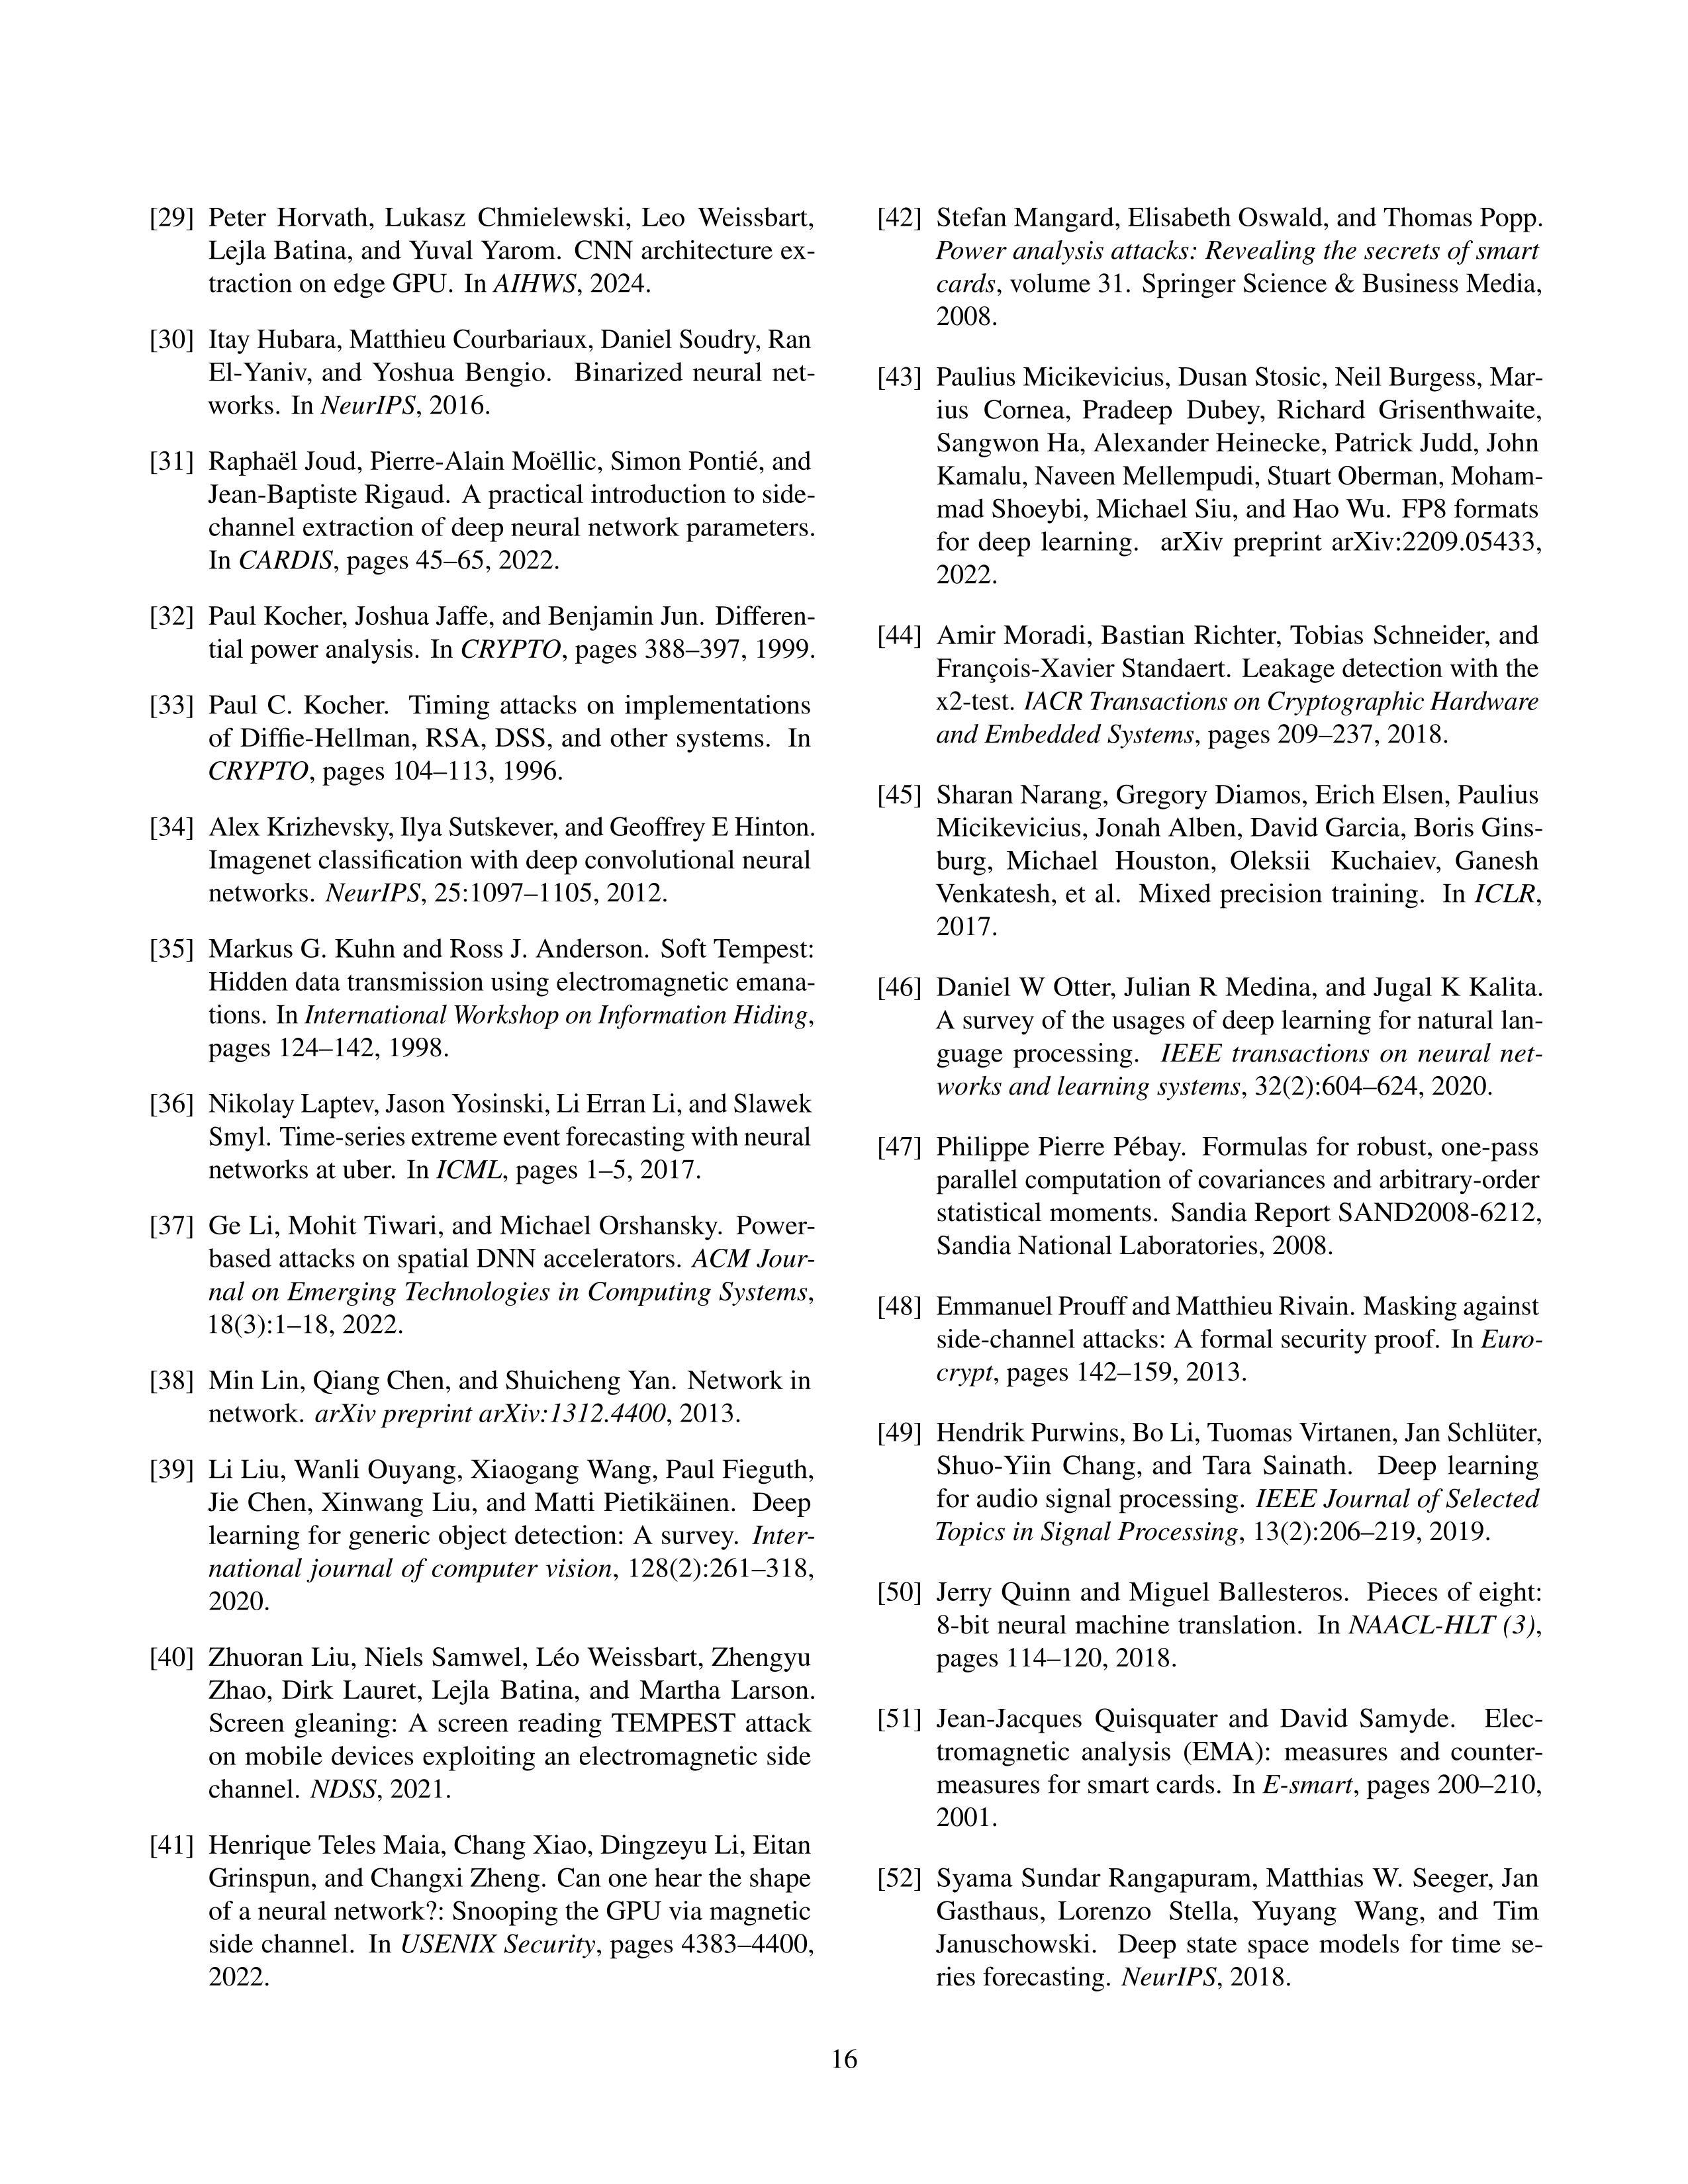 [29] Peter Horvath, Lukasz Chmielewski, Leo Weissbart,
Lejla Batina, and Yuval Yarom. CNN architecture ex-
traction on edge GPU. In AIHWS, 2024.
[30] Itay Hubara, Matthieu Courbariaux, Daniel Soudry, Ran
El-Yaniv, and Yoshua Bengio. Binarized neural net-
works. In NeurIPS, 2016.
[31] Raphaël Joud, Pierre-Alain Moëllic, Simon Pontié, and
Jean-Baptiste Rigaud. A practical introduction to side-
channel extraction of deep neural network parameters.
In CARDIS, pages 45–65, 2022.
[32] Paul Kocher, Joshua Jaffe, and Benjamin Jun. Differen-
tial power analysis. In CRYPTO, pages 388–397, 1999.
[33] Paul C. Kocher. Timing attacks on implementations
of Diffie-Hellman, RSA, DSS, and other systems. In
CRYPTO, pages 104–113, 1996.
[34] Alex Krizhevsky, Ilya Sutskever, and Geoffrey E Hinton.
Imagenet classification with deep convolutional neural
networks. NeurIPS, 25:1097–1105, 2012.
[35] Markus G. Kuhn and Ross J. Anderson. Soft Tempest:
Hidden data transmission using electromagnetic emana-
tions. In International Workshop on Information Hiding,
pages 124–142, 1998.
[36] Nikolay Laptev, Jason Yosinski, Li Erran Li, and Slawek
Smyl. Time-series extreme event forecasting with neural
networks at uber. In ICML, pages 1–5, 2017.
[37] Ge Li, Mohit Tiwari, and Michael Orshansky. Power-
based attacks on spatial DNN accelerators. ACM Jour-
nal on Emerging Technologies in Computing Systems,
18(3):1–18, 2022.
[38] Min Lin, Qiang Chen, and Shuicheng Yan. Network in
network. arXiv preprint arXiv:1312.4400, 2013.
[39] Li Liu, Wanli Ouyang, Xiaogang Wang, Paul Fieguth,
Jie Chen, Xinwang Liu, and Matti Pietikäinen. Deep
learning for generic object detection: A survey. Inter-
national journal of computer vision, 128(2):261–318,
2020.
[40] Zhuoran Liu, Niels Samwel, Léo Weissbart, Zhengyu
Zhao, Dirk Lauret, Lejla Batina, and Martha Larson.
Screen gleaning: A screen reading TEMPEST attack
on mobile devices exploiting an electromagnetic side
channel. NDSS, 2021.
[41] Henrique Teles Maia, Chang Xiao, Dingzeyu Li, Eitan
Grinspun, and Changxi Zheng. Can one hear the shape
of a neural network?: Snooping the GPU via magnetic
side channel. In USENIX Security, pages 4383–4400,
2022.
[42] Stefan Mangard, Elisabeth Oswald, and Thomas Popp.
Power analysis attacks: Revealing the secrets of smart
cards, volume 31. Springer Science & Business Media,
2008.
[43] Paulius Micikevicius, Dusan Stosic, Neil Burgess, Mar-
ius Cornea, Pradeep Dubey, Richard Grisenthwaite,
Sangwon Ha, Alexander Heinecke, Patrick Judd, John
Kamalu, Naveen Mellempudi, Stuart Oberman, Moham-
mad Shoeybi, Michael Siu, and Hao Wu. FP8 formats
for deep learning. arXiv preprint arXiv:2209.05433,
2022.
[44] Amir Moradi, Bastian Richter, Tobias Schneider, and
François-Xavier Standaert. Leakage detection with the
x2-test. IACR Transactions on Cryptographic Hardware
and Embedded Systems, pages 209–237, 2018.
[45] Sharan Narang, Gregory Diamos, Erich Elsen, Paulius
Micikevicius, Jonah Alben, David Garcia, Boris Gins-
burg, Michael Houston, Oleksii Kuchaiev, Ganesh
Venkatesh, et al. Mixed precision training. In ICLR,
2017.
[46] Daniel W Otter, Julian R Medina, and Jugal K Kalita.
A survey of the usages of deep learning for natural lan-
guage processing. IEEE transactions on neural net-
works and learning systems, 32(2):604–624, 2020.
[47] Philippe Pierre Pébay. Formulas for robust, one-pass
parallel computation of covariances and arbitrary-order
statistical moments. Sandia Report SAND2008-6212,
Sandia National Laboratories, 2008.
[48] Emmanuel Prouff and Matthieu Rivain. Masking against
side-channel attacks: A formal security proof. In Euro-
crypt, pages 142–159, 2013.
[49] Hendrik Purwins, Bo Li, Tuomas Virtanen, Jan Schlüter,
Shuo-Yiin Chang, and Tara Sainath. Deep learning
for audio signal processing. IEEE Journal of Selected
Topics in Signal Processing, 13(2):206–219, 2019.
[50] Jerry Quinn and Miguel Ballesteros. Pieces of eight:
8-bit neural machine translation. In NAACL-HLT (3),
pages 114–120, 2018.
[51] Jean-Jacques Quisquater and David Samyde. Elec-
tromagnetic analysis (EMA): measures and counter-
measures for smart cards. In E-smart, pages 200–210,
2001.
[52] Syama Sundar Rangapuram, Matthias W. Seeger, Jan
Gasthaus, Lorenzo Stella, Yuyang Wang, and Tim
Januschowski. Deep state space models for time se-
ries forecasting. NeurIPS, 2018.
16